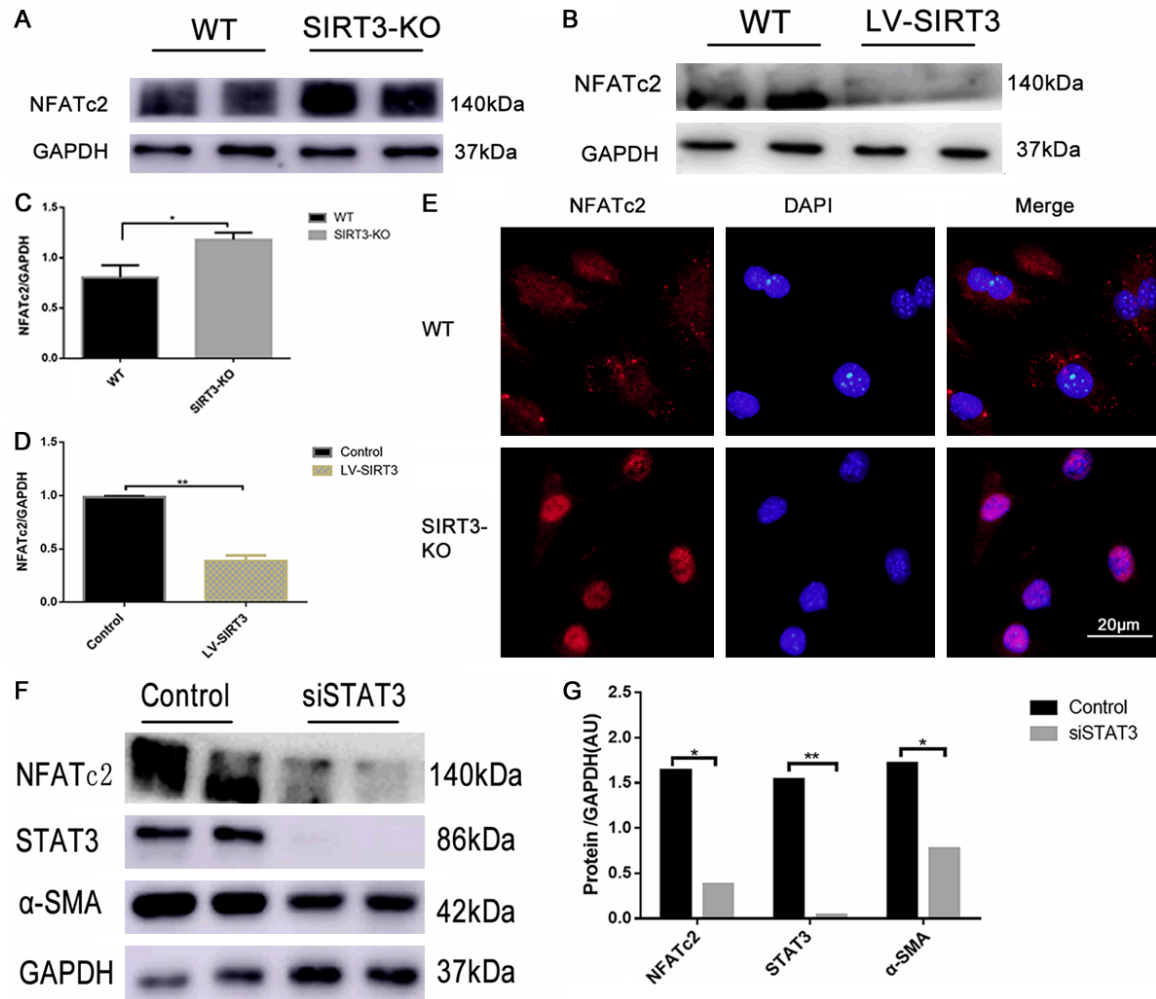 A
WT SIRT3-KO
NFATc2 140kDa
GAPDH 37kDa
B
WT LV-SIRT3
NFATc2 140kDa
GAPDH 37kDa
C
1.5
1.0
0.5
0.0
NFATc2/GAPDH
*
WT
SIRT3-KO
WT
SIRT3-KO
D
1.5
1.0
0.5
0.0
NFATc2/GAPDH
**
Control
LV-SIRT3
Control
LV-SIRT3
E
NFATc2 DAPI Merge
WT
SIRT3-
KO
20μm
F
Control siSTAT3
NFATc2 140kDa
STAT3 86kDa
α-SMA 42kDa
GAPDH 37kDa
G
2.5
2.0
1.5
1.0
0.5
0.0
Protein /GAPDH(AU)
* ** *
Control
siSTAT3
NFATc2
STAT3
α-SMA